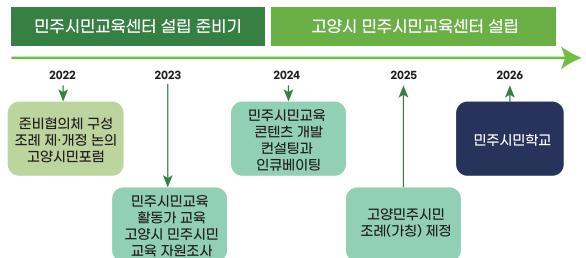 민주시민교육센터 설립 준비기
고양시 민주시민교육센터 설립
2022
2023
2024
2025
2026
준비협의체 구성
조례 제·개정 논의
고양시민포럼
민주시민교육
활동가 교육
고양시 민주시민
교육 자원조사
민주시민교육
콘텐츠 개발
컨설팅과
인큐베이팅
고양민주시민
조례(가칭) 제정
민주시민학교